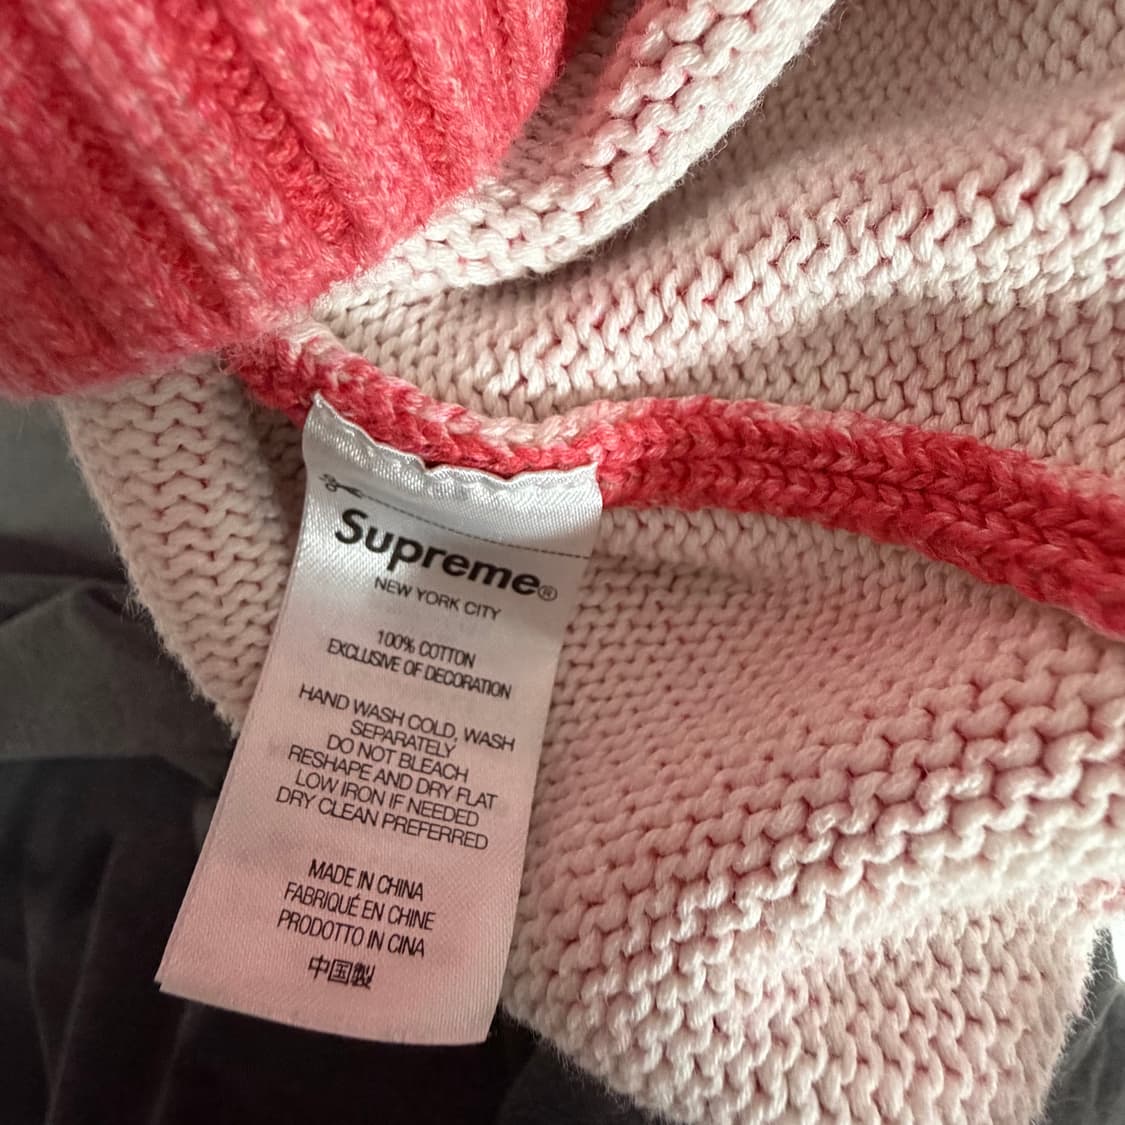 Supreme®
NEW YORK CITY
100% COTTON
EXCLUSIVE OF DECORATION
HAND WASH COLD, WASH
SEPARATELY
DO NOT BLEACH
RESHAPE AND DRY FLAT
LOW IRON IF NEEDED
DRY CLEAN PREFERRED
MADE IN CHINA
FABRIQUÉ EN CHINE
PRODOTTO IN CINA
中国製